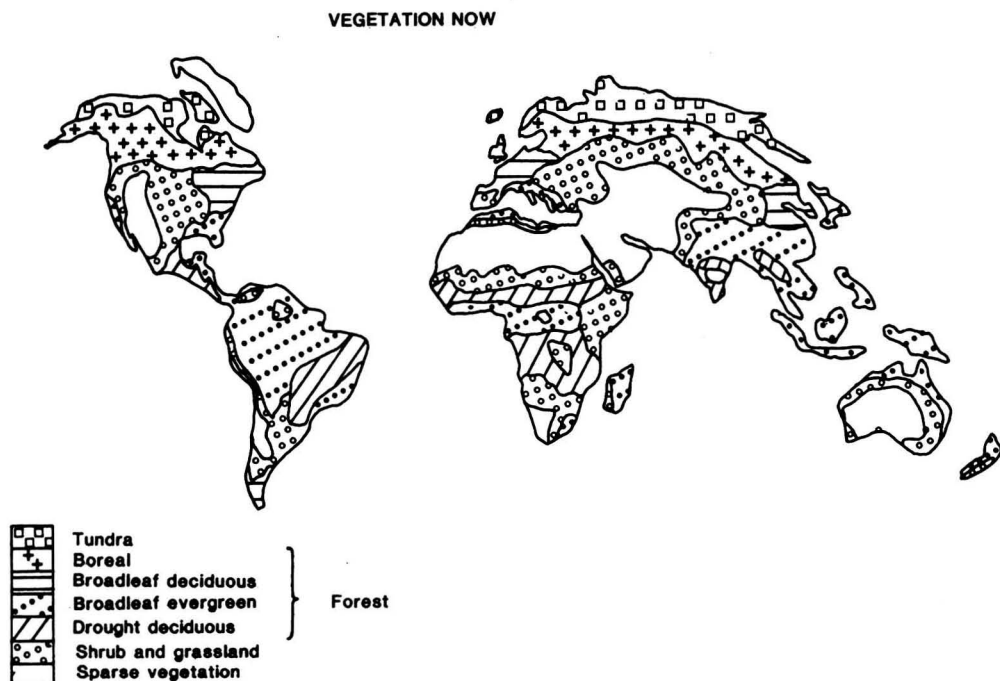 VEGETATION NOW
Tundra
Boreal
Broadleaf deciduous
Broadleaf evergreen
Drought deciduous
Forest
Shrub and grassland
Sparse vegetation